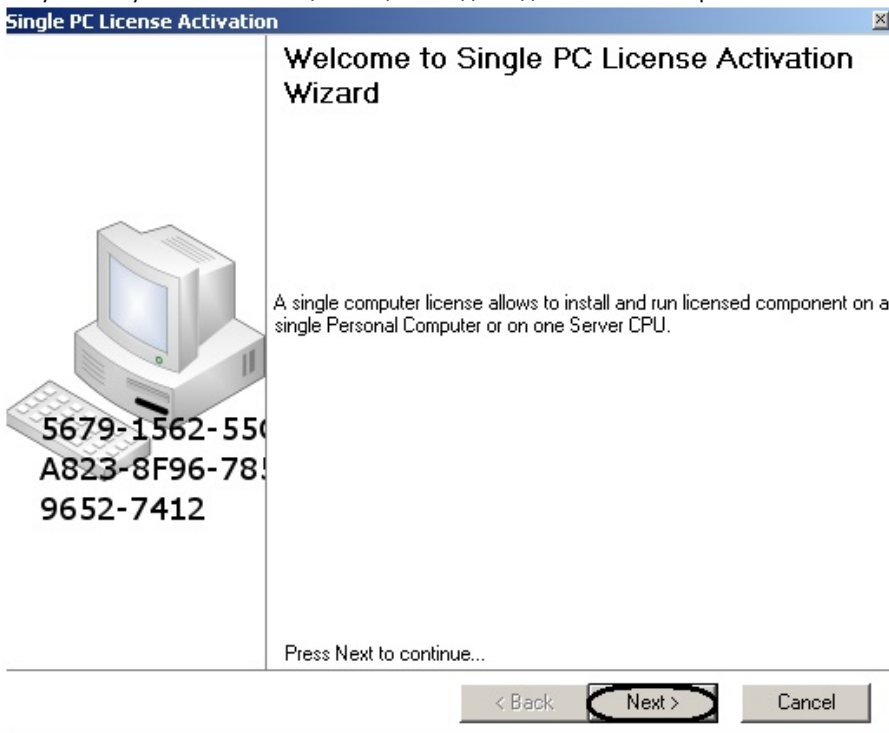 Single PC License Activation
Welcome to Single PC License Activation
Wizard
A single computer license allows to install and run licensed component on a
single Personal Computer or on one Server CPU.
5679-1562-
A823-8F96-
9652-7412
Press Next to continue...
< Back
Next >
Cancel